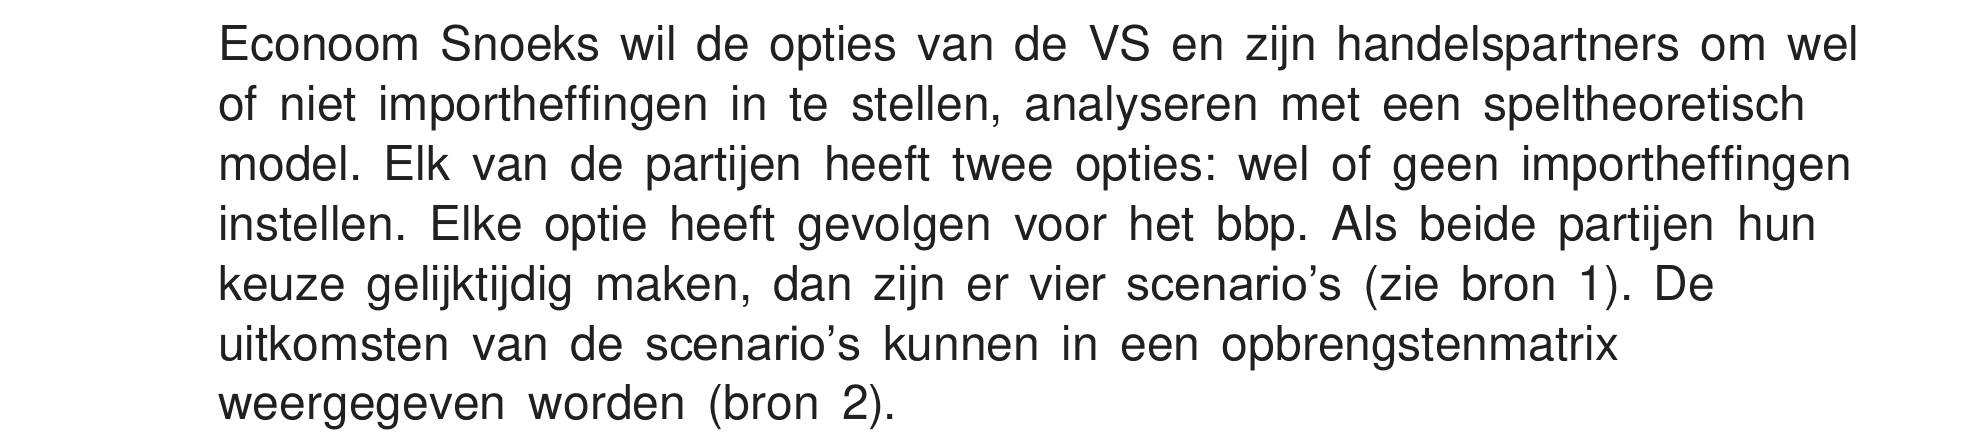 Econoom Snoeks wil de opties van de VS en zijn handelspartners om wel
of niet importheffingen in te stellen, analyseren met een speltheoretisch
model. Elk van de partijen heeft twee opties: wel of geen importheffingen
instellen. Elke optie heeft gevolgen voor het bbp. Als beide partijen hun
keuze gelijktijdig maken, dan zijn er vier scenario’s (zie bron 1). De
uitkomsten van de scenario’s kunnen in een opbrengstenmatrix
weergegeven worden (bron 2).